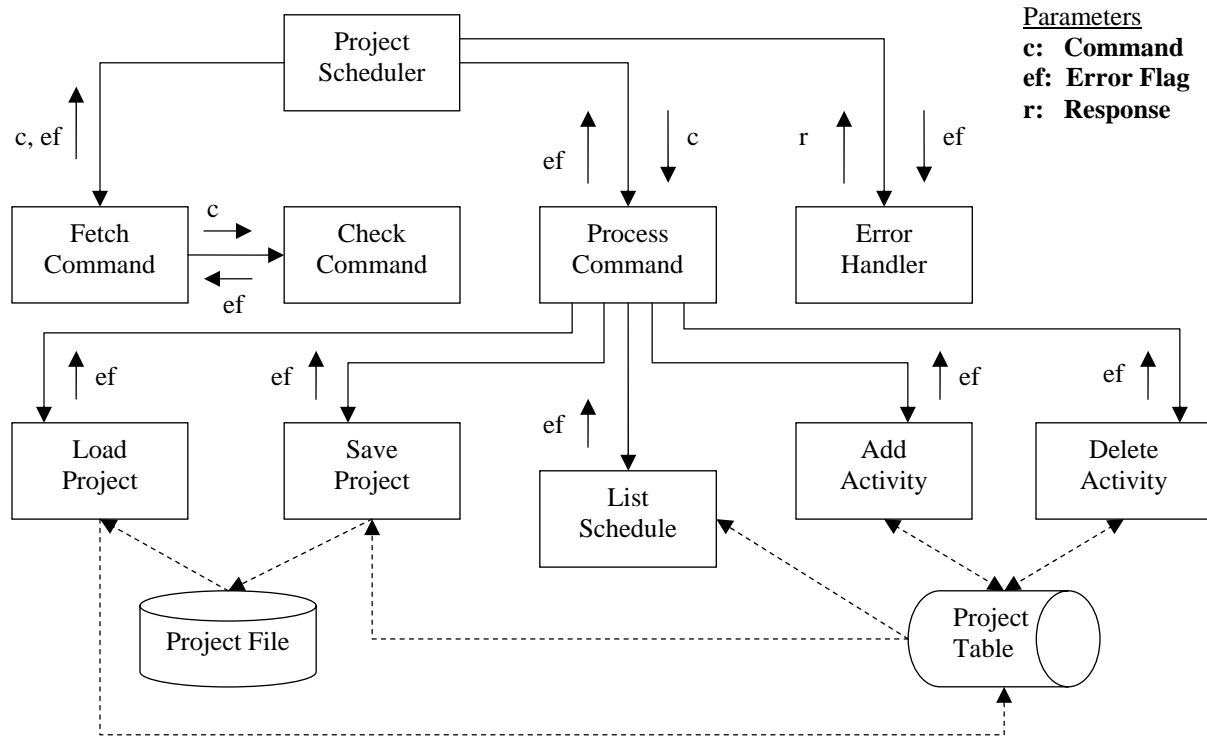 Project
Scheduler
Parameters
c: Command
ef: Error Flag
r: Response
c, ef
ef
c
r
ef
Fetch
Command
c
ef
Check
Command
Process
Command
Error
Handler
ef
ef
ef
ef
ef
Load
Project
Save
Project
List
Schedule
Add
Activity
Delete
Activity
Project File
Project
Table